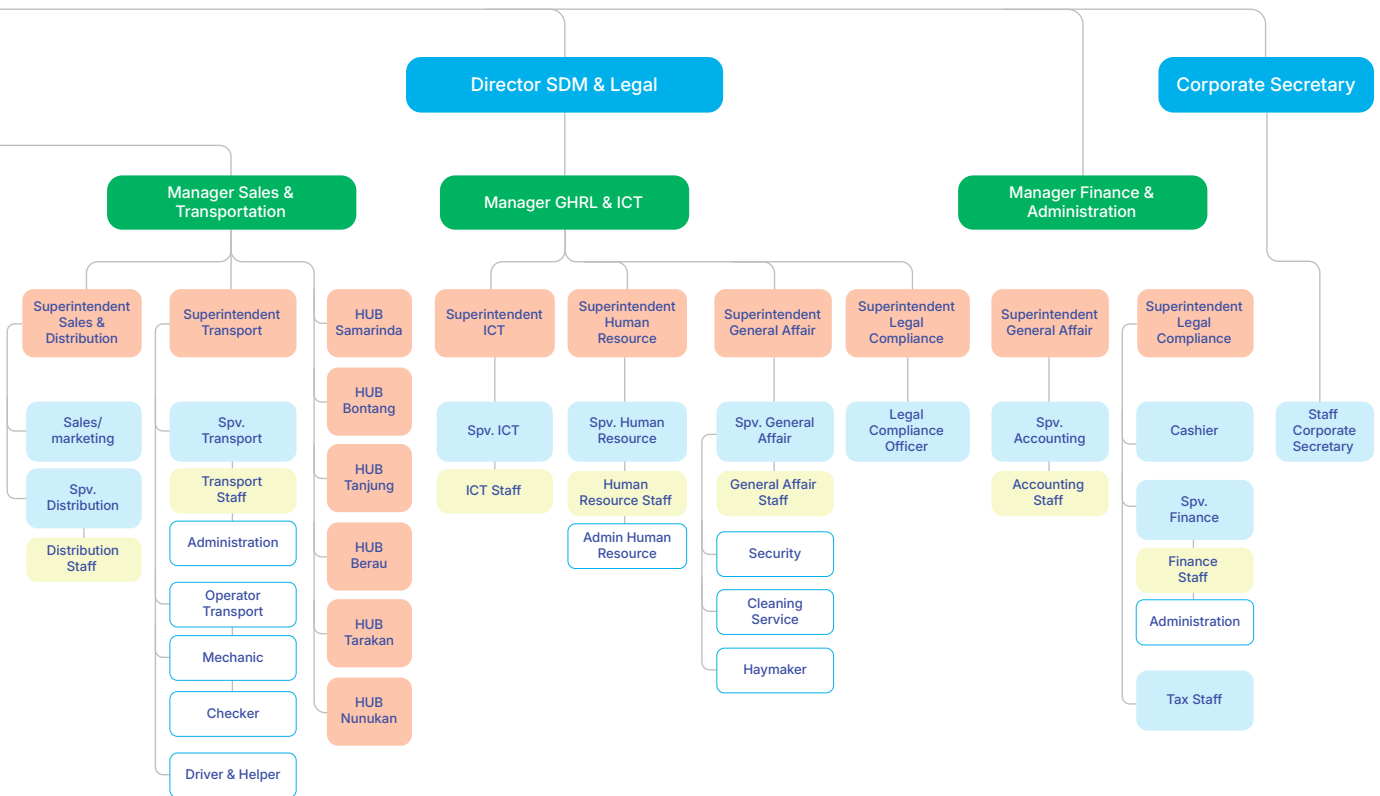 Director SDM & Legal
Corporate Secretary
Manager Sales &
Transportation
Manager GHRL & ICT
Manager Finance &
Administration
Superintendent
Sales &
Distribution
Superintendent
Transport
HUB
Samarinda
Superintendent
ICT
Superintendent
Human
Resource
Superintendent
General Affair
Superintendent
Legal
Compliance
Superintendent
General Affair
Superintendent
Legal
Compliance
HUB
Bontang
Sales/
marketing
Spv.
Transport
Spv. ICT
Spv. Human
Resource
Spv. General
Affair
Legal
Compliance
Officer
Spv.
Accounting
Cashier
Staff
Corporate
Secretary
HUB
Tanjung
Spv.
Distribution
Transport
Staff
ICT Staff
Human
Resource Staff
General Affair
Staff
Accounting
Staff
Spv.
Finance
Distribution
Staff
Administration
HUB
Berau
Admin Human
Resource
Security
Finance
Staff
Operator
Transport
Cleaning
Service
Administration
HUB
Tarakan
Mechanic
Haymaker
Checker
HUB
Nunukan
Tax Staff
Driver & Helper